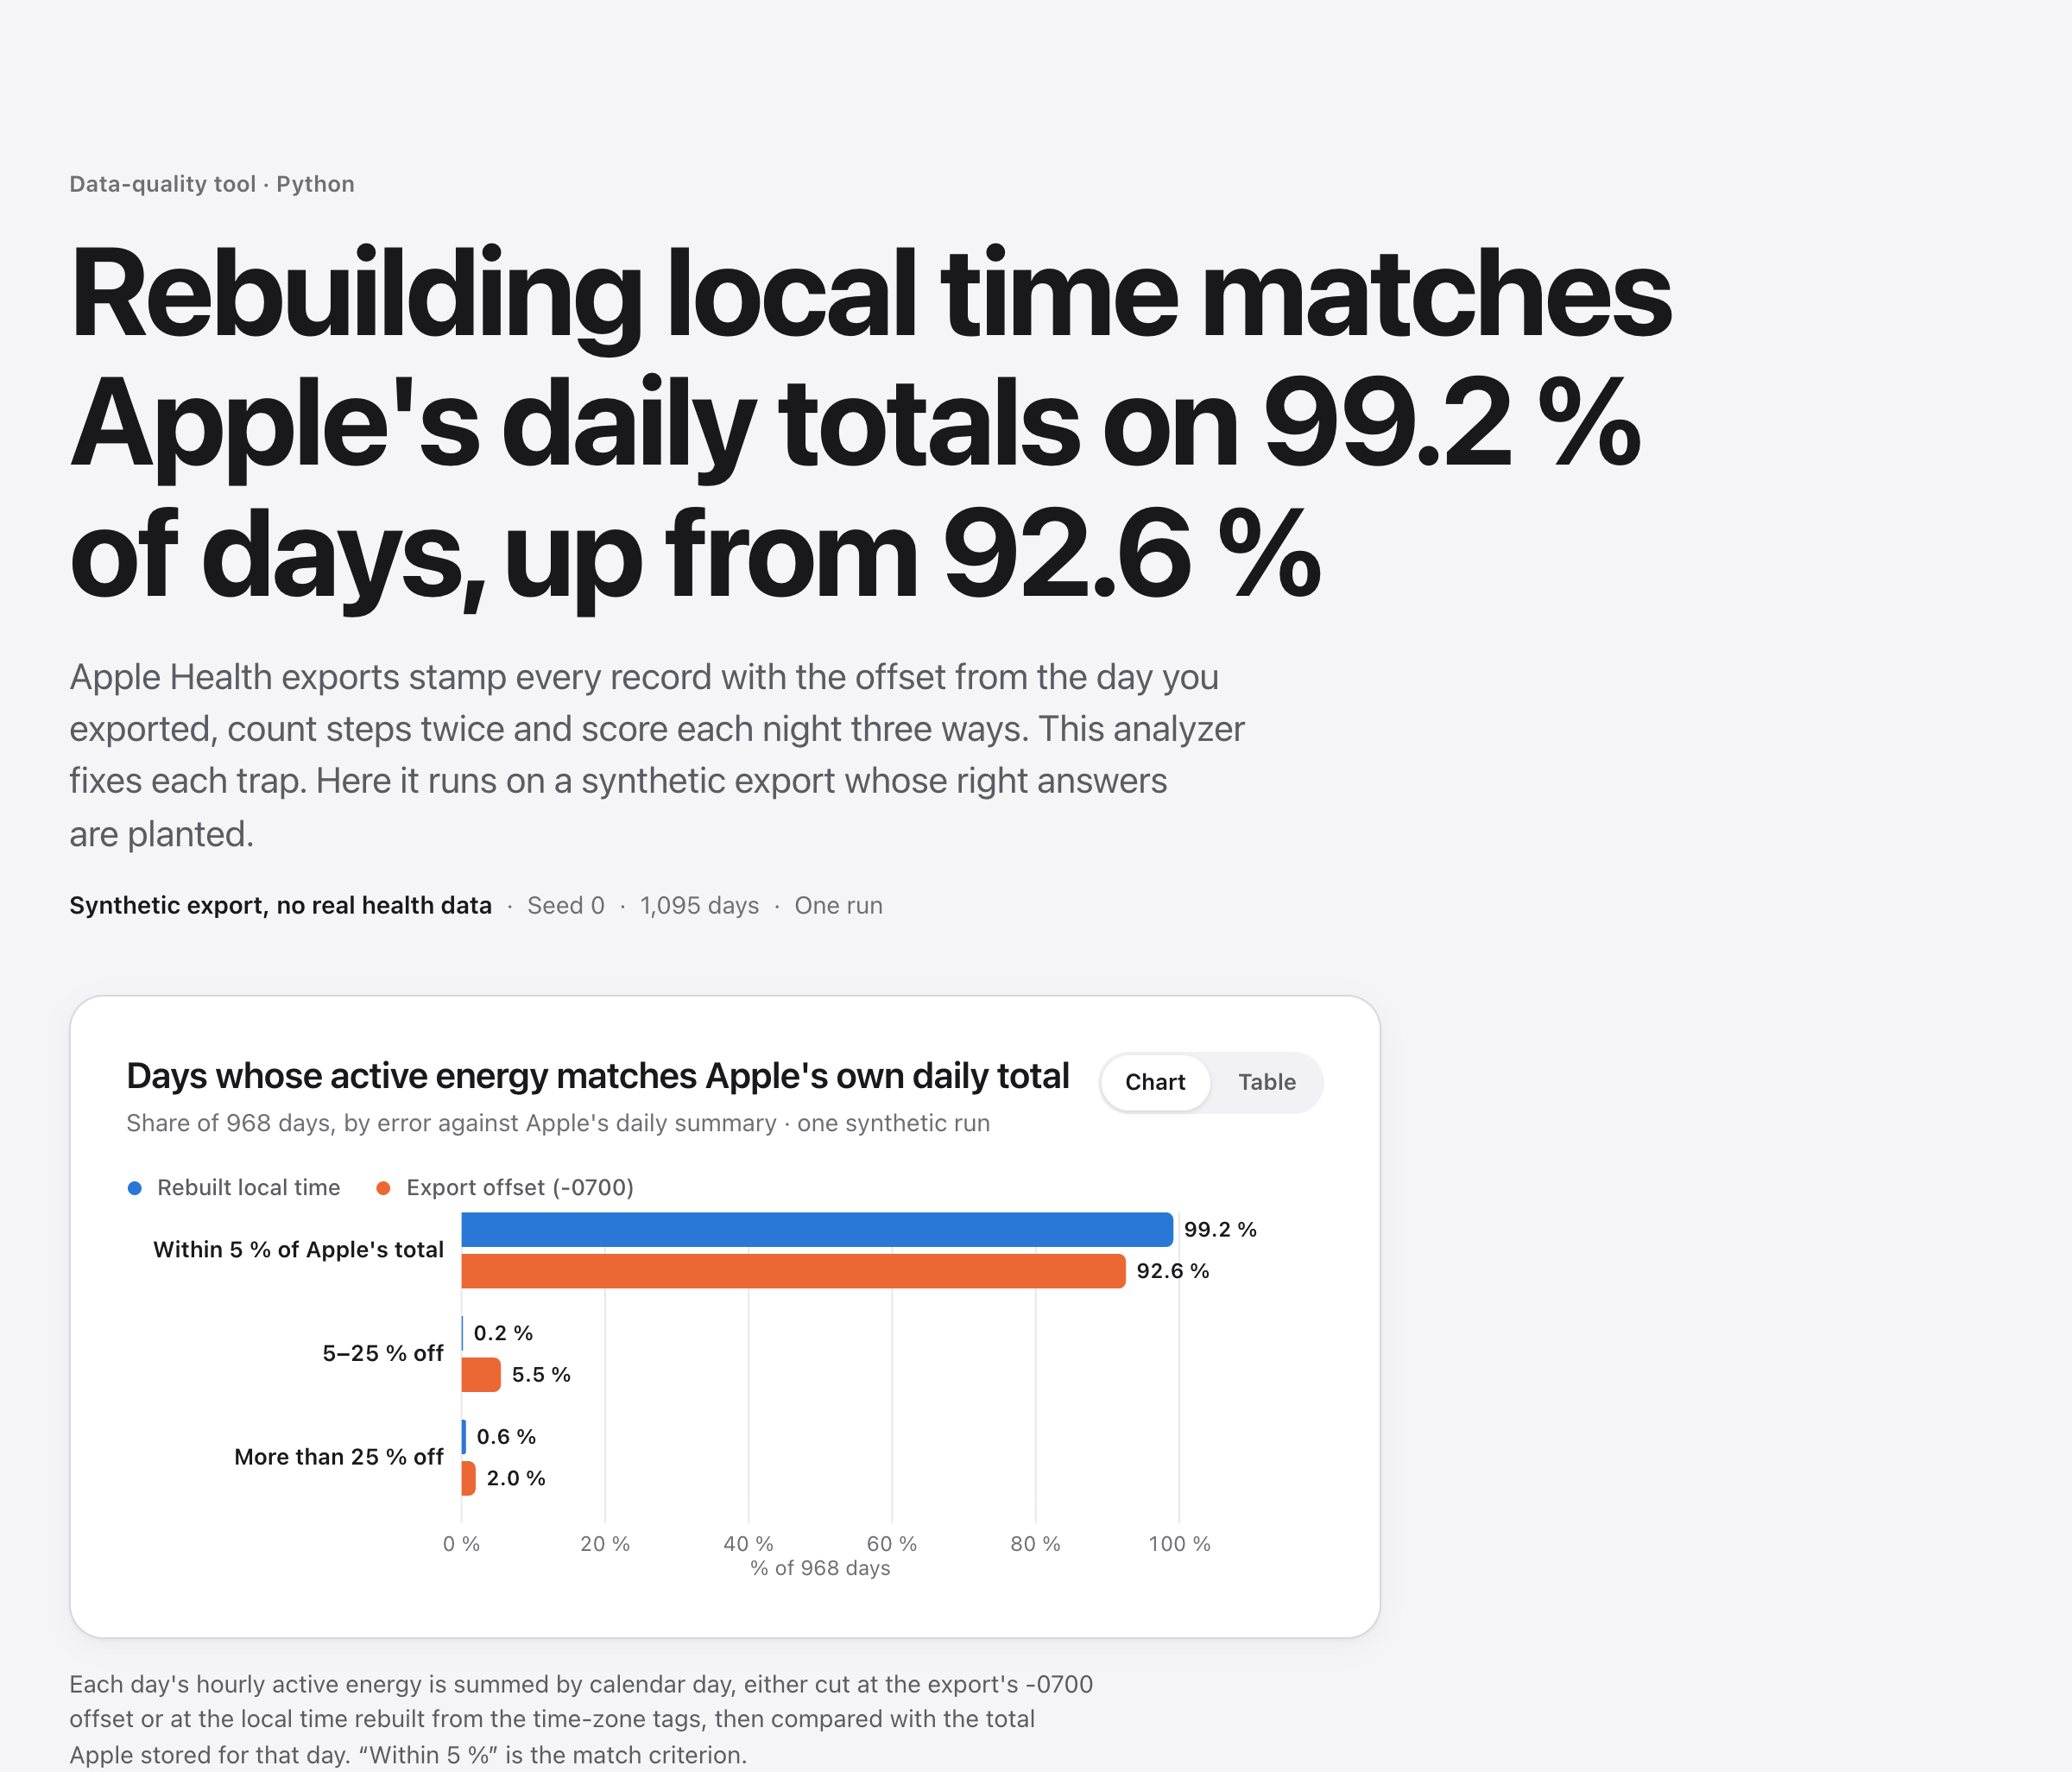 Data-quality tool · Python
Rebuilding local time matches
Apple's daily totals on 99.2 %
of days, up from 92.6 %
Apple Health exports stamp every record with the offset from the day you
exported, count steps twice and score each night three ways. This analyzer
fixes each trap. Here it runs on a synthetic export whose right answers
are planted.
Synthetic export, no real health data · Seed 0 · 1,095 days · One run
Days whose active energy matches Apple's own daily total
Chart Table
Share of 968 days, by error against Apple's daily summary · one synthetic run
Rebuilt local time Export offset (-0700)
Within 5 % of Apple's total
99.2 %
92.6 %
5–25 % off
0.2 %
5.5 %
More than 25 % off
0.6 %
2.0 %
0 % 20 % 40 % 60 % 80 % 100 %
% of 968 days
Each day's hourly active energy is summed by calendar day, either cut at the export's -0700
offset or at the local time rebuilt from the time-zone tags, then compared with the total
Apple stored for that day. “Within 5 %” is the match criterion.